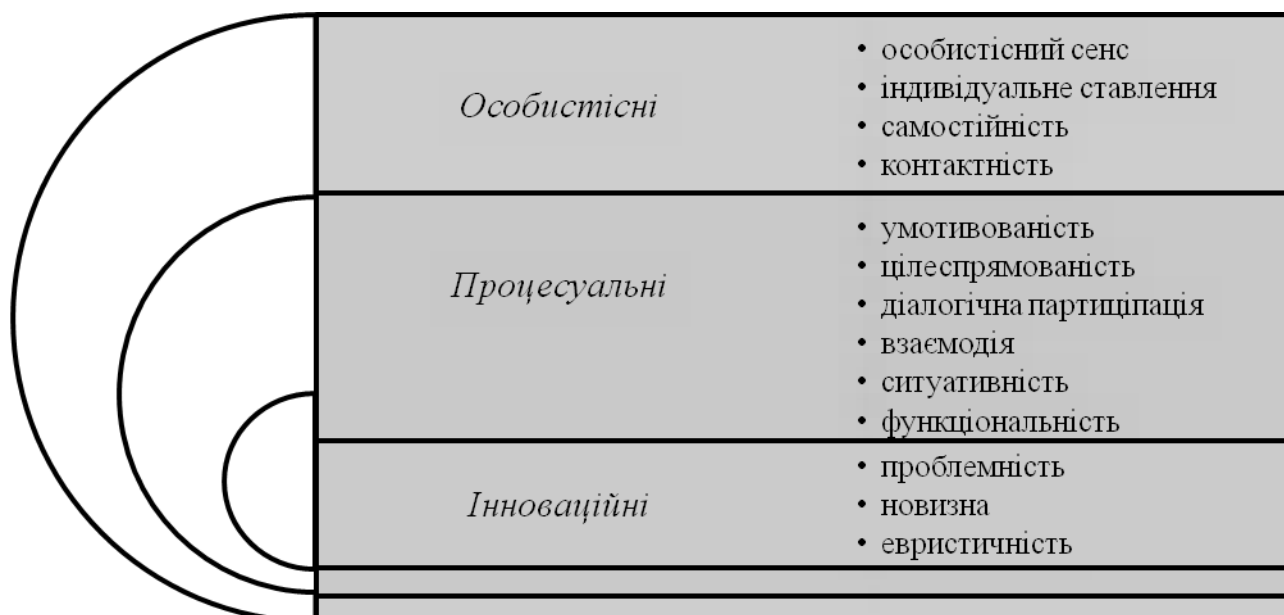 Особистісні
• особистісний сенс
• індивідуальне ставлення
• самостійність
• контактність
Процесуальні
• умотивованість
• цілеспрямованість
• діалогічна партиціпація
• взаємодія
• ситуативність
• функціональність
Інноваційні
• проблемність
• новизна
• евристичність